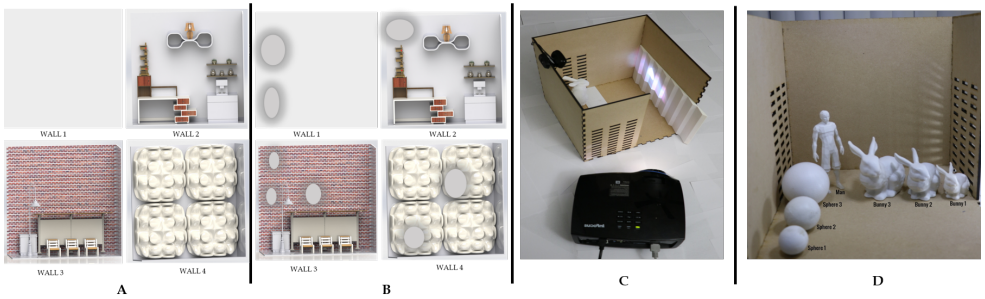 WALL 1
WALL 2
WALL 3
WALL 4
A
WALL 1
WALL 2
WALL 3
WALL 4
B
C
Man
Sphere 3
Bunny 3
Bunny 2
Bunny 1
Sphere 2
Sphere 1
D